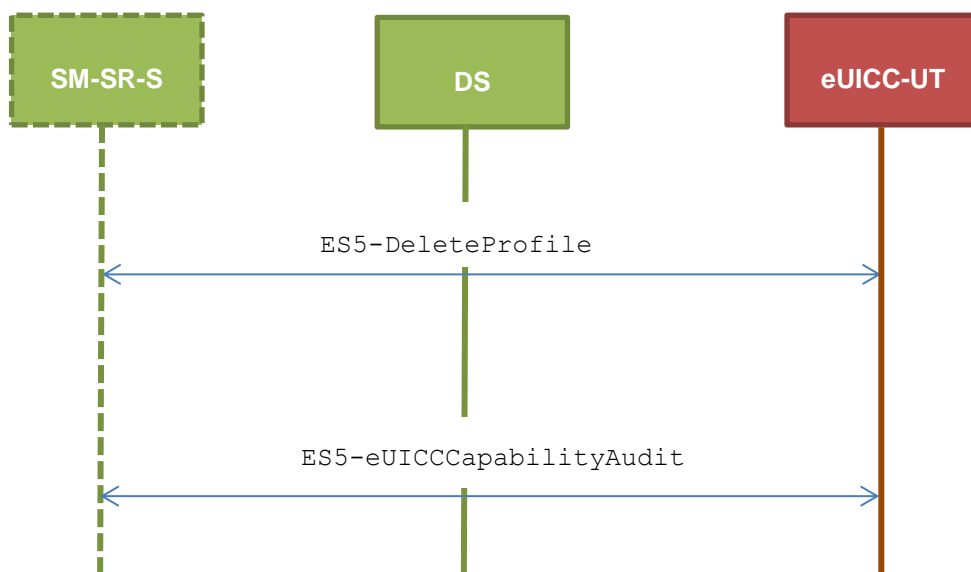 SM-SR-S
DS
eUICC-UT
ES5-DeleteProfile
ES5-eUICCCapabilityAudit